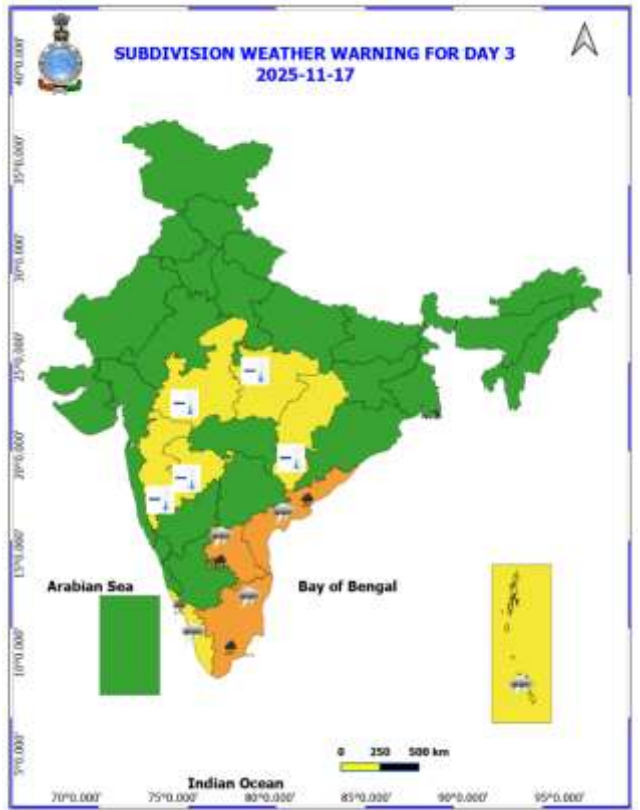 SUBDIVISION WEATHER WARNING FOR DAY 3
2025-11-17
40°0.000'
35°0.000'
30°0.000'
25°0.000'
20°0.000'
15°0.000'
10°0.000'
5°0.000'
Arabian Sea
Bay of Bengal
0 250 500 km
Indian Ocean
70°0.000' 75°0.000' 80°0.000' 85°0.000' 90°0.000' 95°0.000'